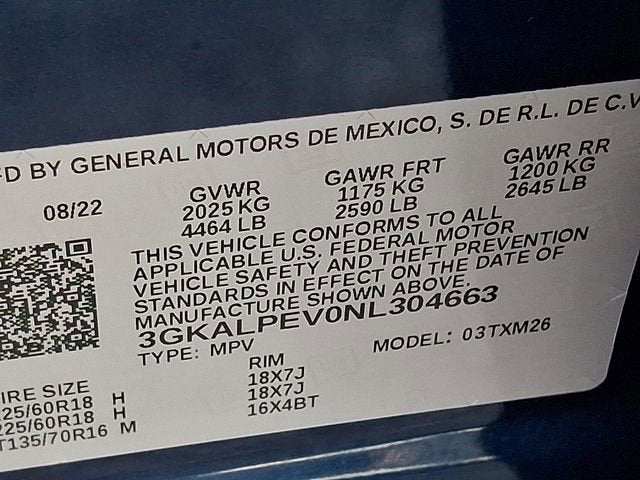 FD BY GENERAL MOTORS DE MEXICO, S. DE R.L. DE C.V
08/22
GVWR GAWR FRT GAWR RR
2025 KG 1175 KG 1200 KG
4464 LB 2590 LB 2645 LB
THIS VEHICLE CONFORMS TO ALL
APPLICABLE U.S. FEDERAL MOTOR
VEHICLE SAFETY AND THEFT PREVENTION
STANDARDS IN EFFECT ON THE DATE OF
MANUFACTURE SHOWN ABOVE.
3GKALPEV0NL304663
TYPE: MPV MODEL: 03TXM26
IRE SIZE RIM
225/60R18 H 18X7J
225/60R18 H 18X7J
T135/70R16 M 16X4BT